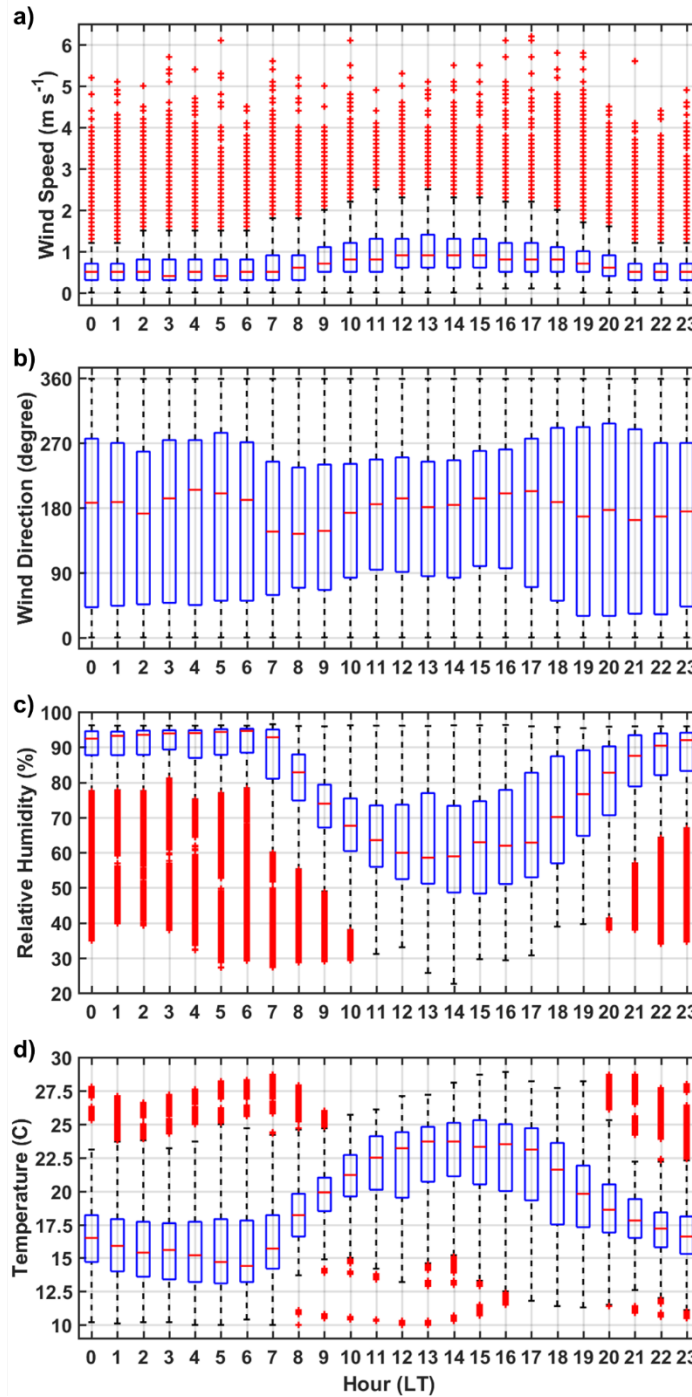 a)
Wind Speed (m s⁻¹)
6
5
4
3
2
1
0
0 1 2 3 4 5 6 7 8 9 10 11 12 13 14 15 16 17 18 19 20 21 22 23
b)
Wind Direction (degree)
360
270
180
90
0
0 1 2 3 4 5 6 7 8 9 10 11 12 13 14 15 16 17 18 19 20 21 22 23
c)
Relative Humidity (%)
100
90
80
70
60
50
40
30
20
0 1 2 3 4 5 6 7 8 9 10 11 12 13 14 15 16 17 18 19 20 21 22 23
d)
Temperature (C)
30
27.5
25
22.5
20
17.5
15
12.5
10
0 1 2 3 4 5 6 7 8 9 10 11 12 13 14 15 16 17 18 19 20 21 22 23
Hour (LT)